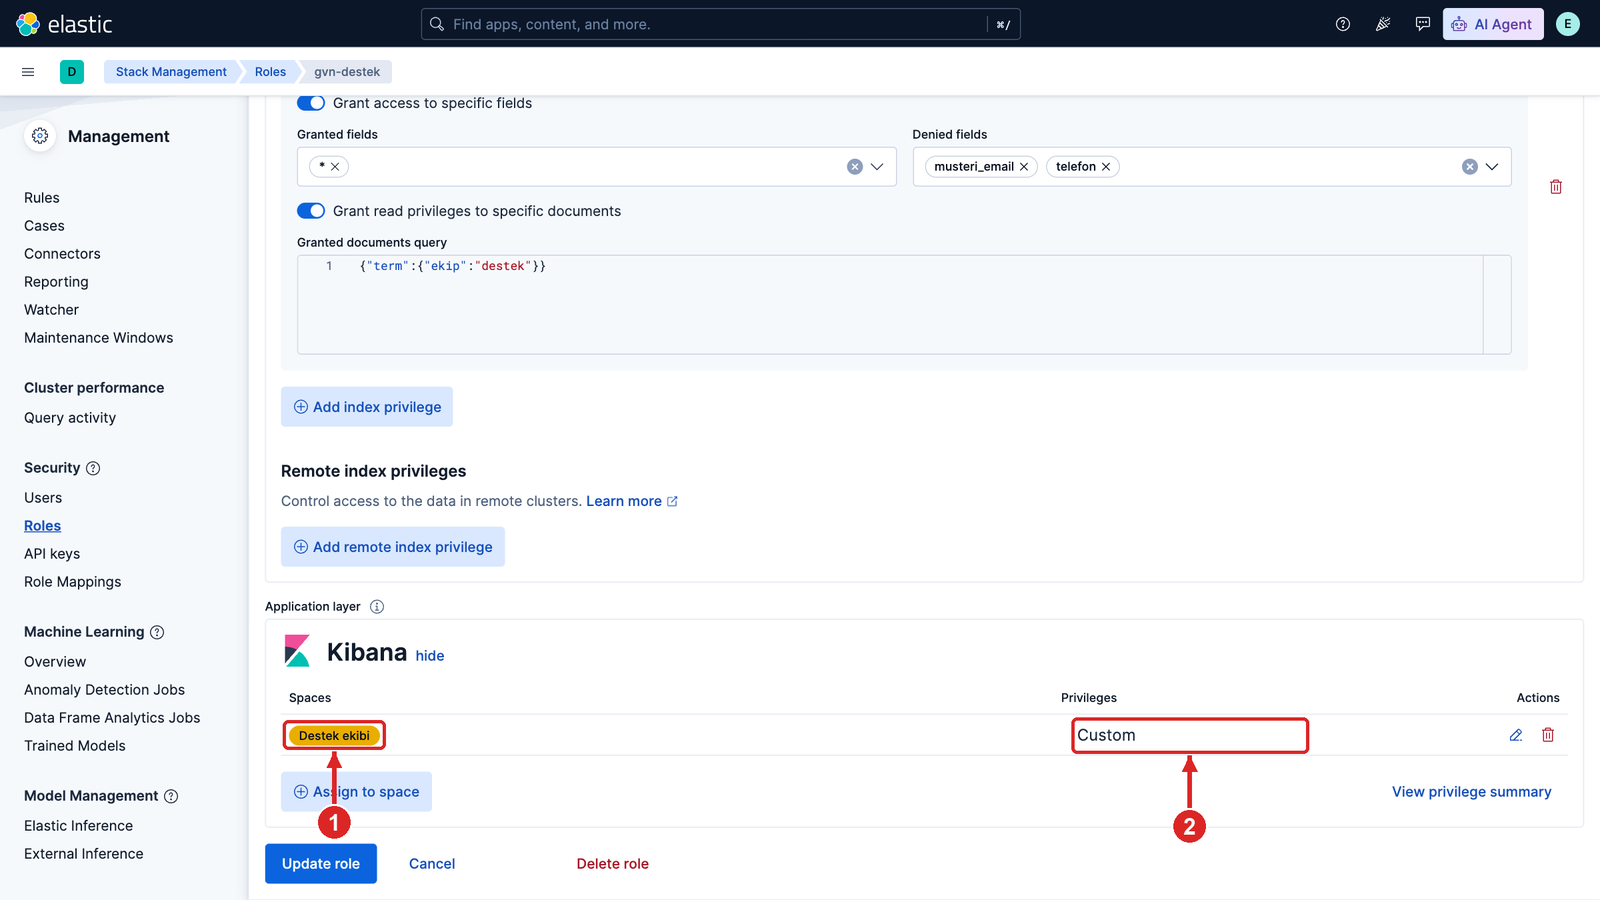 elastic
Find apps, content, and more.
⌘/
AI Agent
E
D
Stack Management
Roles
gvn-destek
Management
Rules
Cases
Connectors
Reporting
Watcher
Maintenance Windows
Cluster performance
Query activity
Security
Users
Roles
API keys
Role Mappings
Machine Learning
Overview
Anomaly Detection Jobs
Data Frame Analytics Jobs
Trained Models
Model Management
Elastic Inference
External Inference
Grant access to specific fields
Granted fields
Denied fields
*
musteri_email
telefon
Grant read privileges to specific documents
Granted documents query
1 {"term":{"ekip":"destek"}}
Add index privilege
Remote index privileges
Control access to the data in remote clusters. Learn more
Add remote index privilege
Application layer
Kibana hide
Spaces
Privileges
Actions
Destek ekibi
Custom
Assign to space
View privilege summary
1
2
Update role
Cancel
Delete role